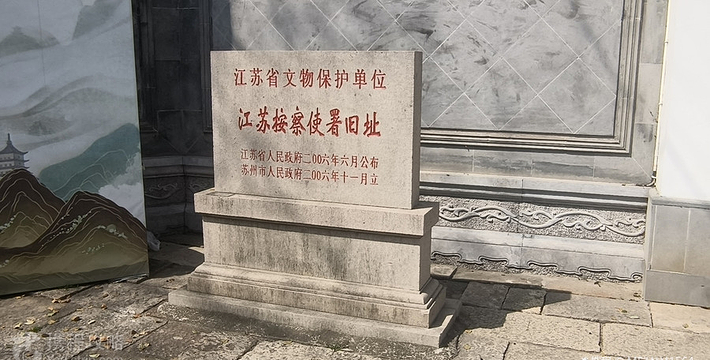 江苏省文物保护单位
江苏按察使署旧址
江苏省人民政府二00六年六月公布
苏州市人民政府二00六年十一月立